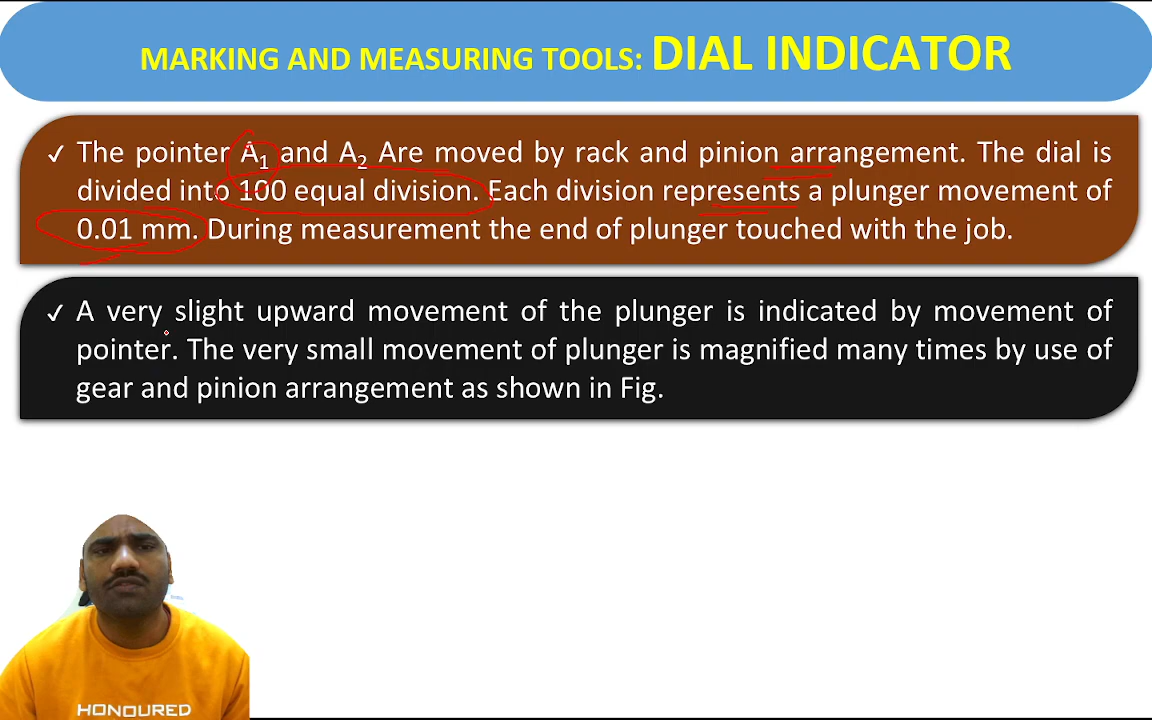 MARKING AND MEASURING TOOLS: DIAL INDICATOR
✓ The pointer A₁ and A₂ Are moved by rack and pinion arrangement. The dial is
divided into 100 equal division. Each division represents a plunger movement of
0.01 mm. During measurement the end of plunger touched with the job.
✓ A very slight upward movement of the plunger is indicated by movement of
pointer. The very small movement of plunger is magnified many times by use of
gear and pinion arrangement as shown in Fig.
HONOURED